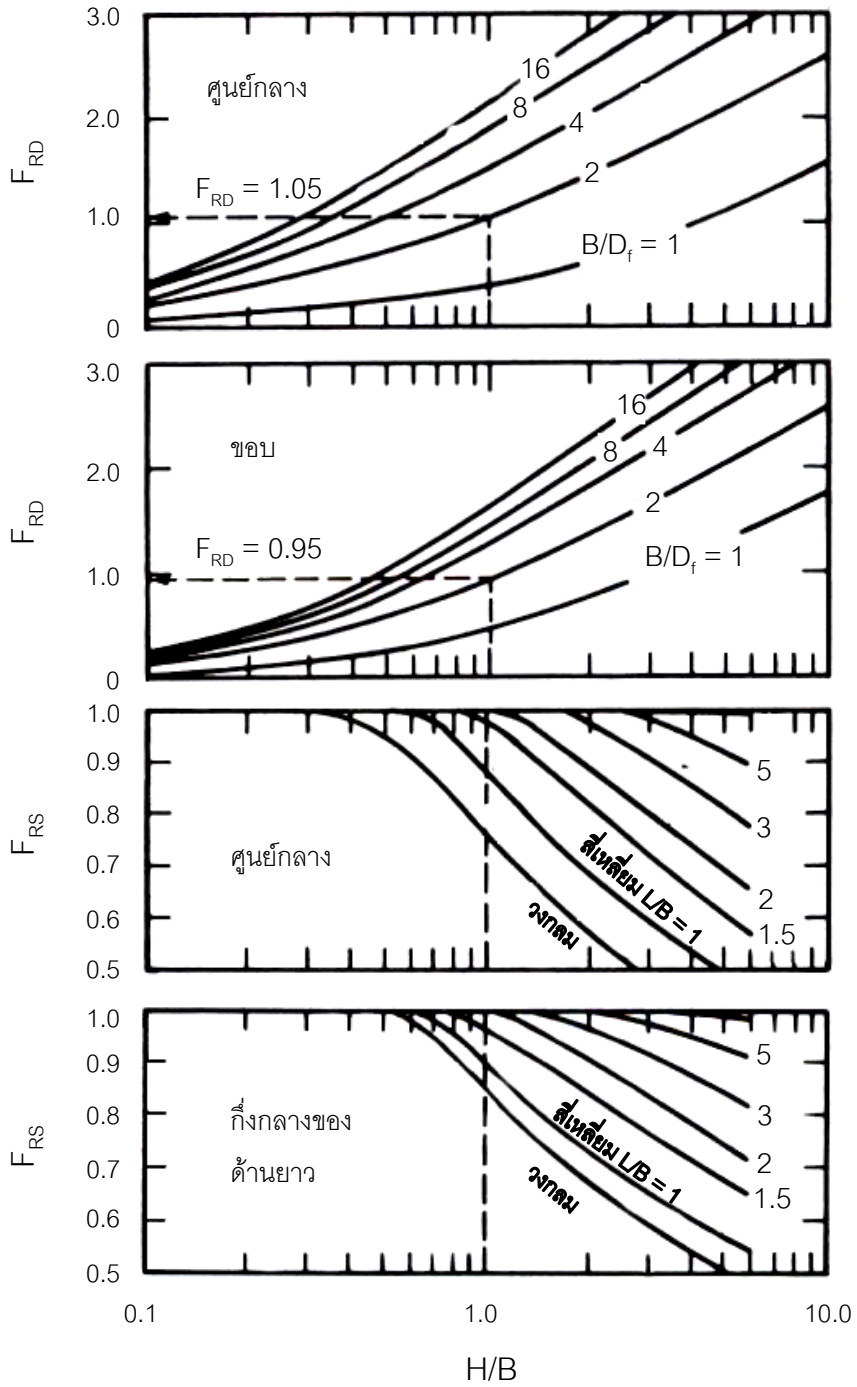 3.0
ศูนย์กลาง
16
8
4
2.0
F_RD
2
F_RD = 1.05
1.0
B/D_f = 1
0
3.0
ขอบ
16
8
4
2.0
F_RD
2
F_RD = 0.95
B/D_f = 1
1.0
0
1.0
0.9
5
0.8
3
F_RS
ศูนย์กลาง
สี่เหลี่ยม L/B = 1
0.7
2
0.6
วงกลม
1.5
0.5
1.0
0.9
5
กึ่งกลางของ
ด้านยาว
0.8
3
F_RS
สี่เหลี่ยม L/B = 1
0.7
2
วงกลม
1.5
0.6
0.5
0.1
1.0
10.0
H/B